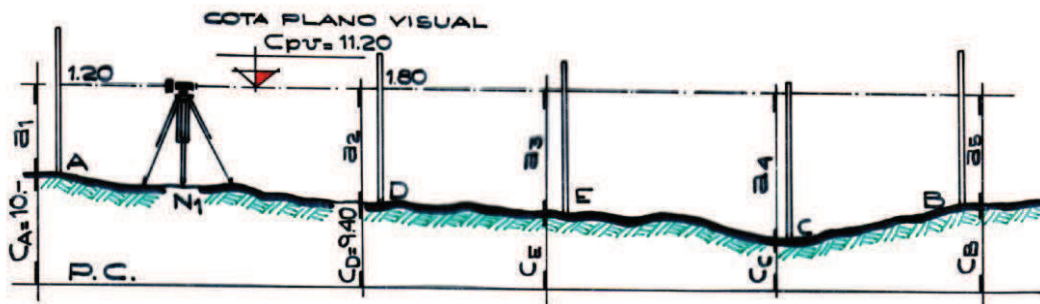 COTA PLANO VISUAL
Cpv= 11.20
1.20
1.80
a1
a2
a3
a4
a5
A
N1
D
E
C
B
CA=10.-
CD=9.40
CE
CC
CB
P.C.